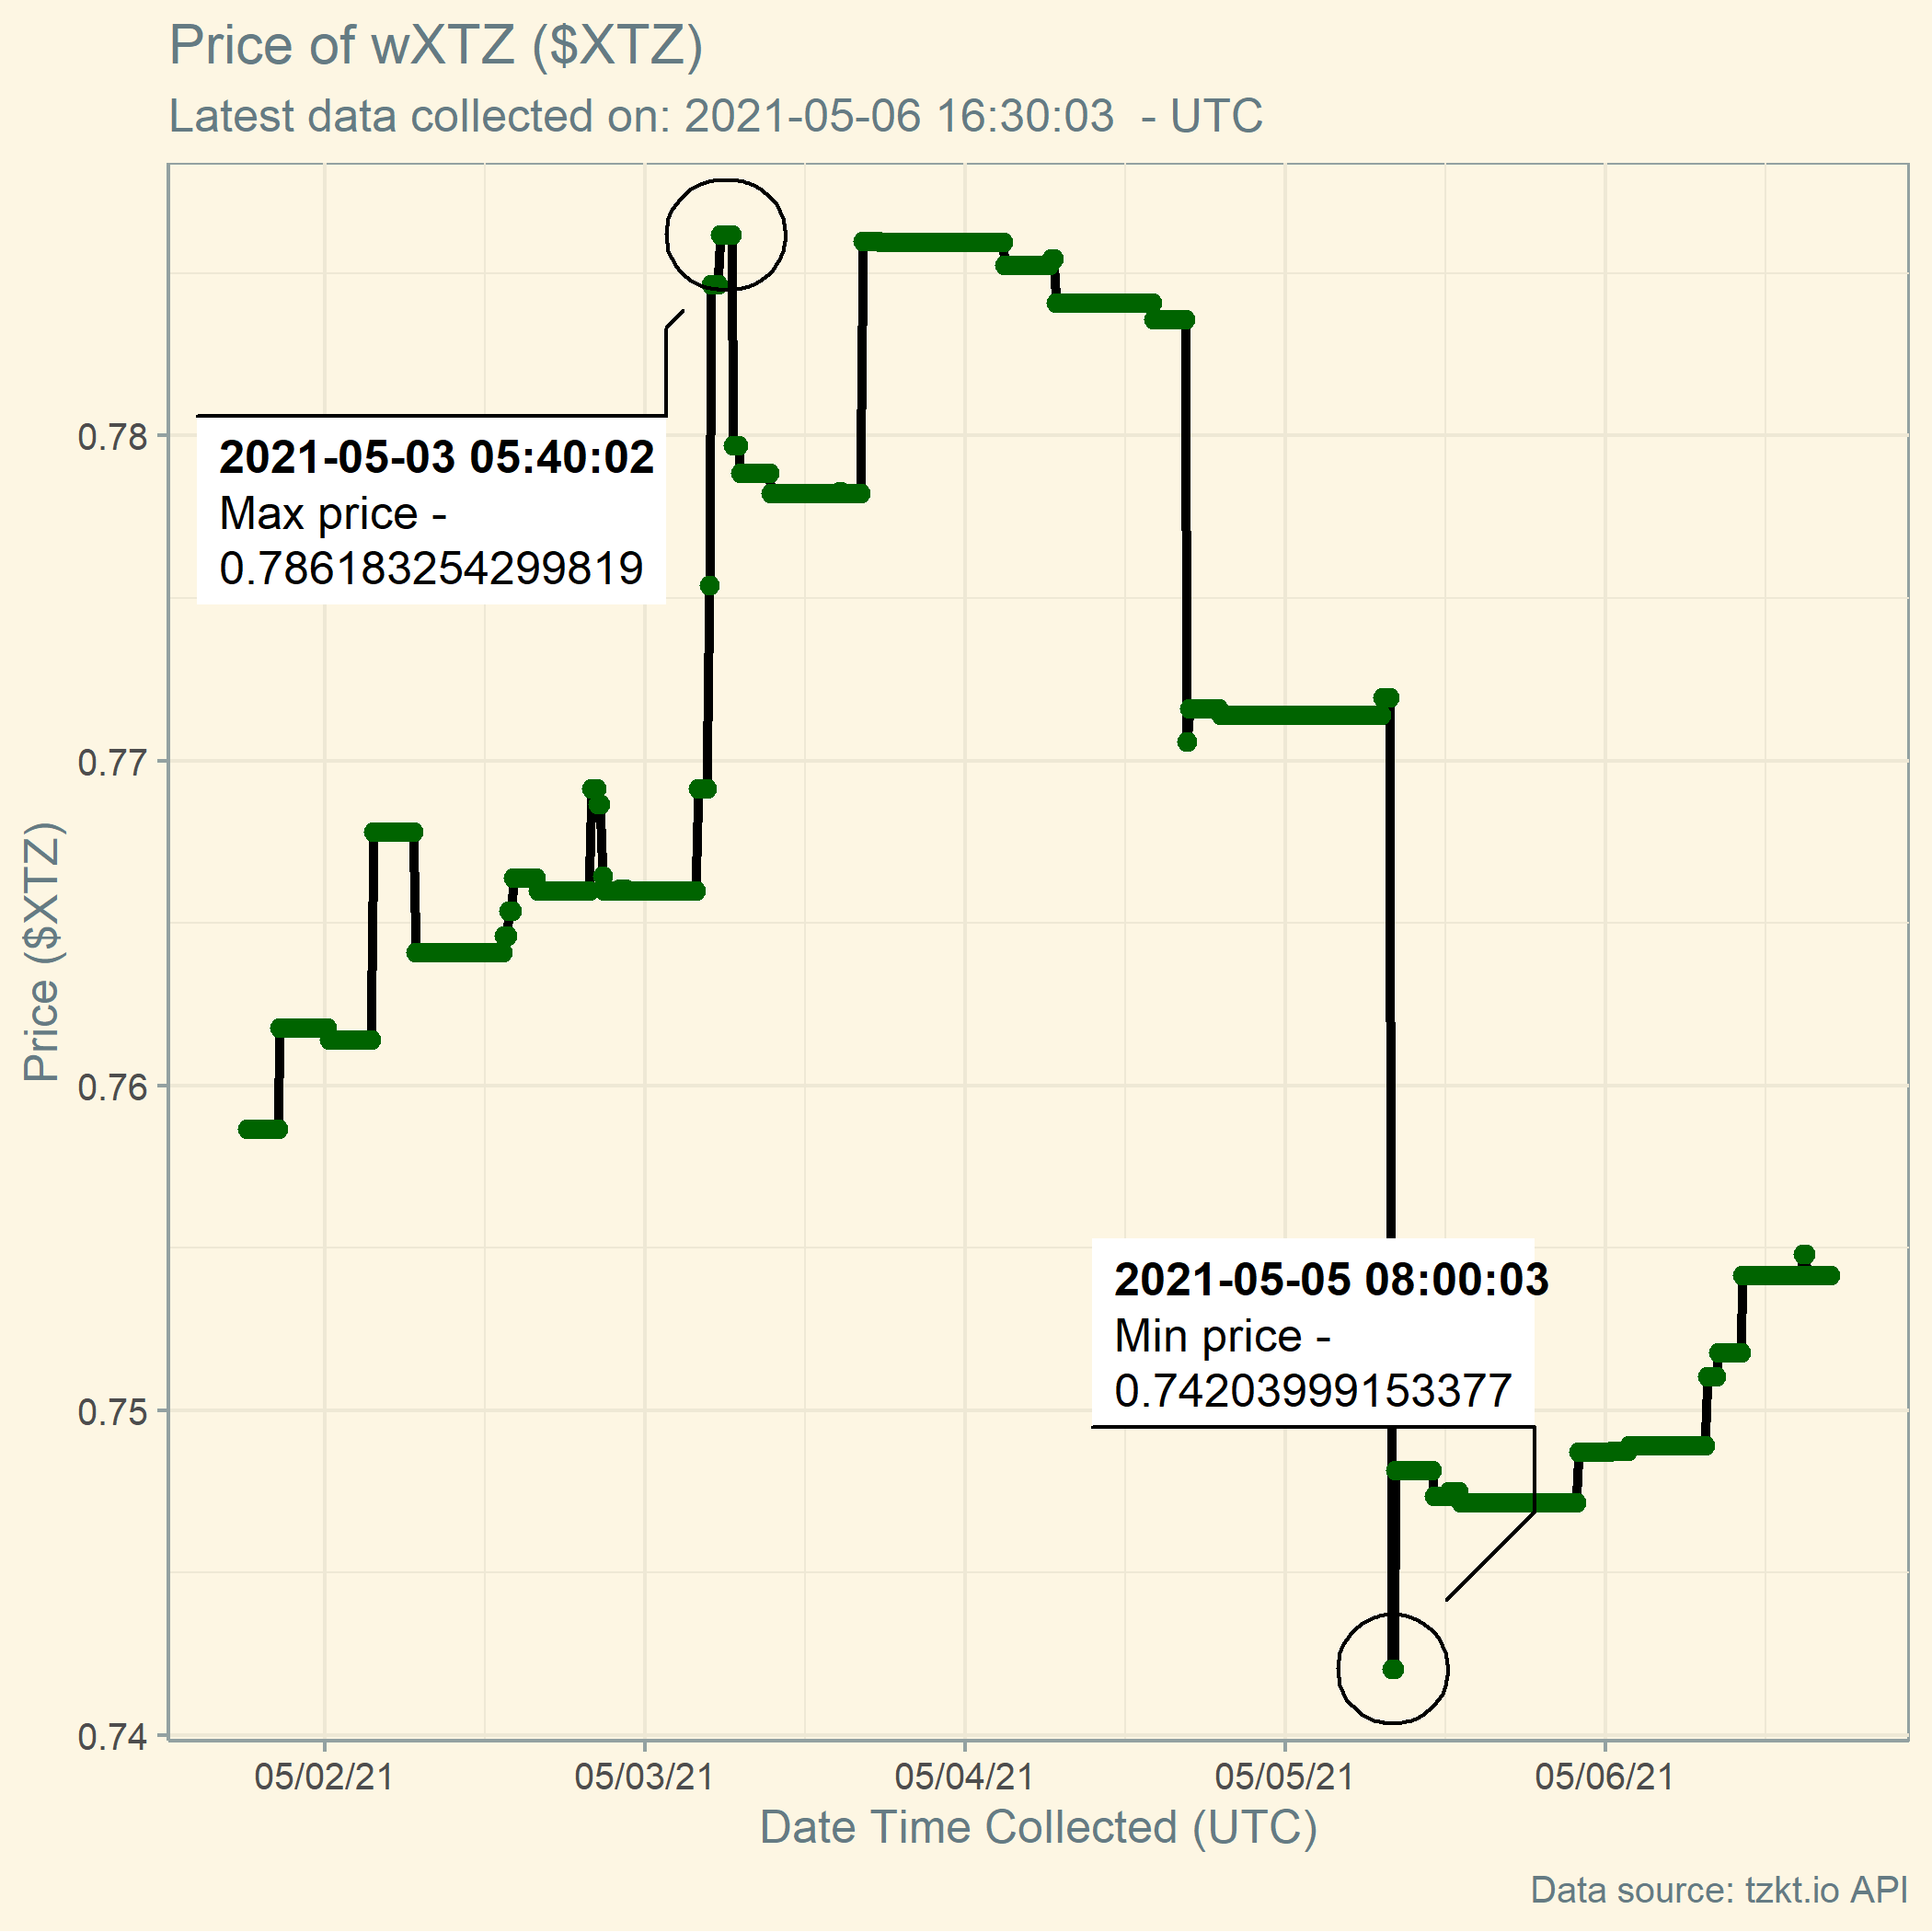 Price of wXTZ ($XTZ)
Latest data collected on: 2021-05-06 16:30:03  - UTC
Price ($XTZ)
0.78
0.77
0.76
0.75
0.74
2021-05-03 05:40:02
Max price -
0.786183254299819
2021-05-05 08:00:03
Min price -
0.74203999153377
05/02/21
05/03/21
05/04/21
05/05/21
05/06/21
Date Time Collected (UTC)
Data source: tzkt.io API